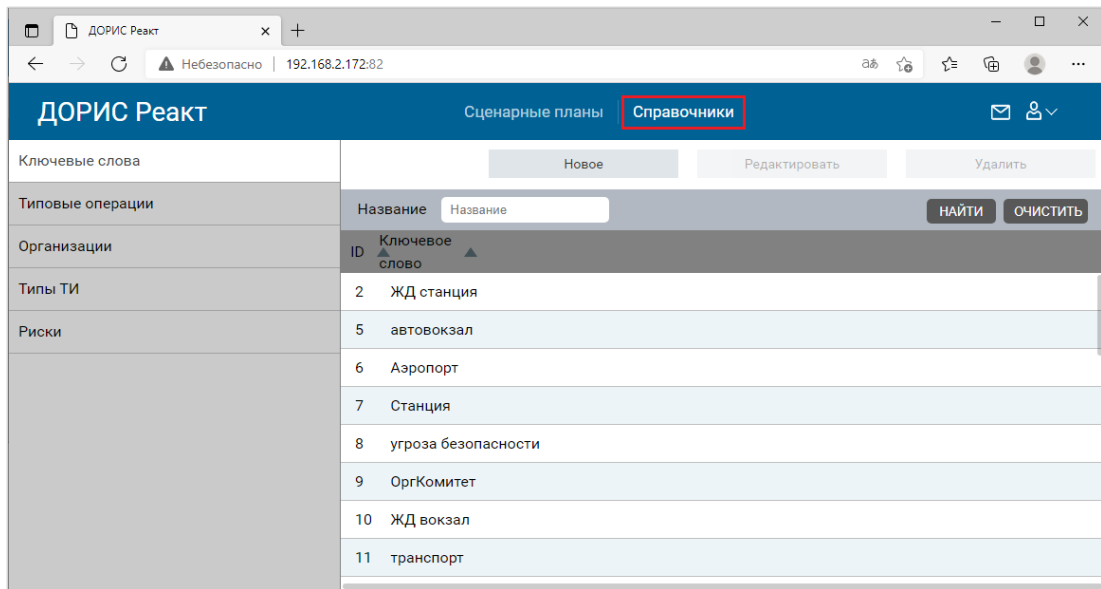 ДОРИС Реакт
Небезопасно | 192.168.2.172:82
ДОРИС Реакт Сценарные планы Справочники
Ключевые слова Новое Редактировать Удалить
Типовые операции Название Название НАЙТИ ОЧИСТИТЬ
Организации ID Ключевое слово
Типы ТИ 2 ЖД станция
Риски 5 автовокзал
6 Аэропорт
7 Станция
8 угроза безопасности
9 ОргКомитет
10 ЖД вокзал
11 транспорт